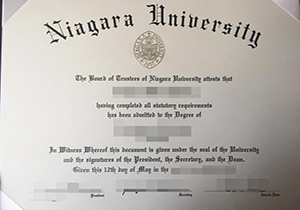 Niagara University
The Board of Trustees of Niagara University attests that
having completed all statutory requirements
has been admitted to the Degree of
In Witness Whereof this document is given under the seal of the University
and the signatures of the President, the Secretary, and the Dean.
Given this 12th day of May in the
President Secretary